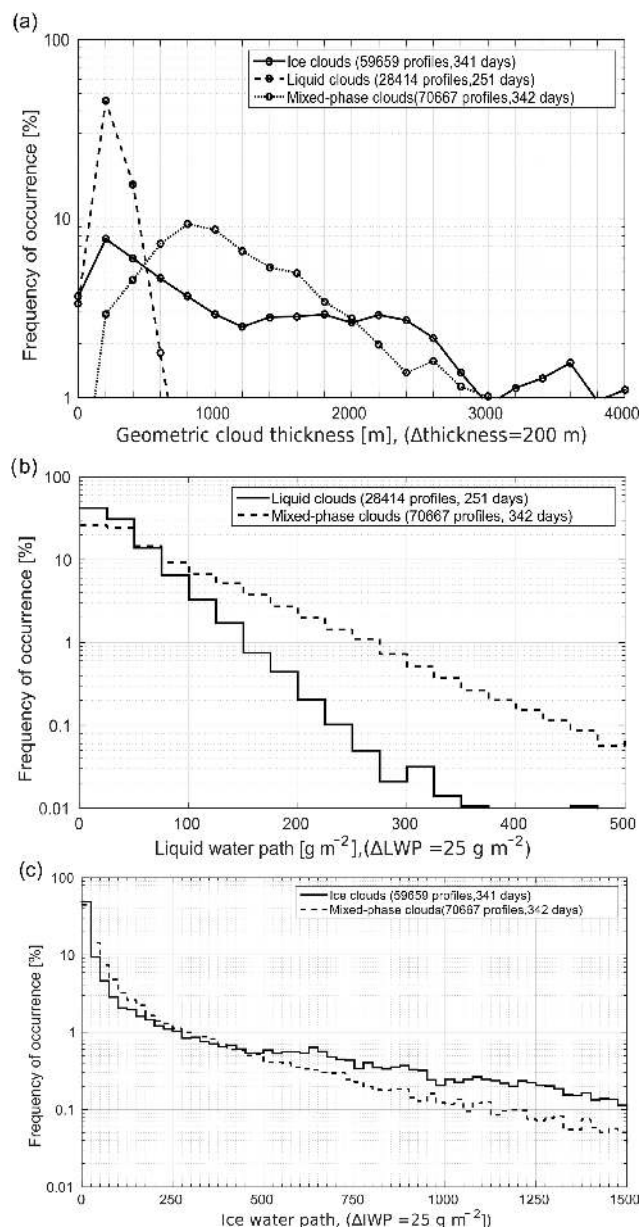 (a)
100
10
1
Frequency of occurrence [%]
Ice clouds (59659 profiles,341 days)
Liquid clouds (28414 profiles,251 days)
Mixed-phase clouds(70667 profiles,342 days)
0
1000
2000
3000
4000
Geometric cloud thickness [m], (Δthickness=200 m)
(b)
100
10
1
0.1
0.01
Frequency of occurrence [%]
Liquid clouds (28414 profiles, 251 days)
Mixed-phase clouds (70667 profiles, 342 days)
0
100
200
300
400
500
Liquid water path [g m⁻²],(ΔLWP =25 g m⁻²)
(c)
100
10
1
0.1
0.01
Frequency of occurrence [%]
Ice clouds (59659 profiles,341 days)
Mixed-phase clouds(70667 profiles,342 days)
0
250
500
750
1000
1250
1500
Ice water path, (ΔIWP =25 g m⁻²])